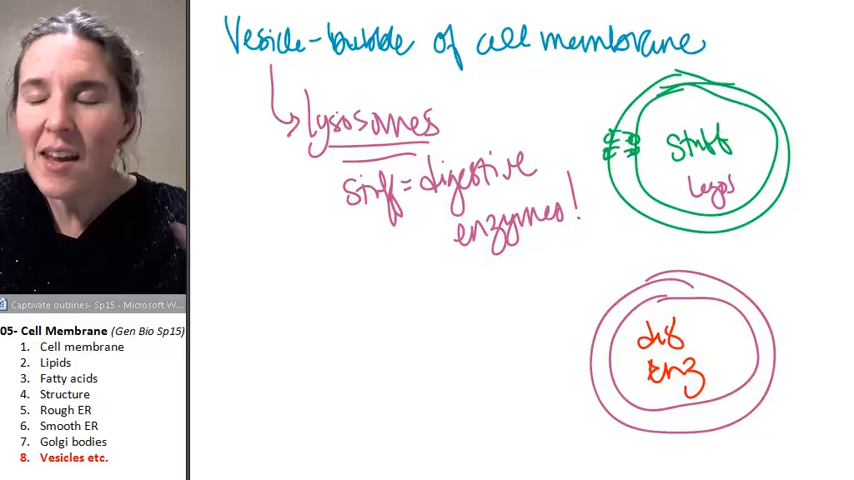 Vesicle - bubble of cell membrane
lysosomes
stuff = digestive
enzymes!
stuff
legos
dig
enz
Captivate outlines- Sp15 - Microsoft W...
05- Cell Membrane (Gen Bio Sp15)
1. Cell membrane
2. Lipids
3. Fatty acids
4. Structure
5. Rough ER
6. Smooth ER
7. Golgi bodies
8. Vesicles etc.